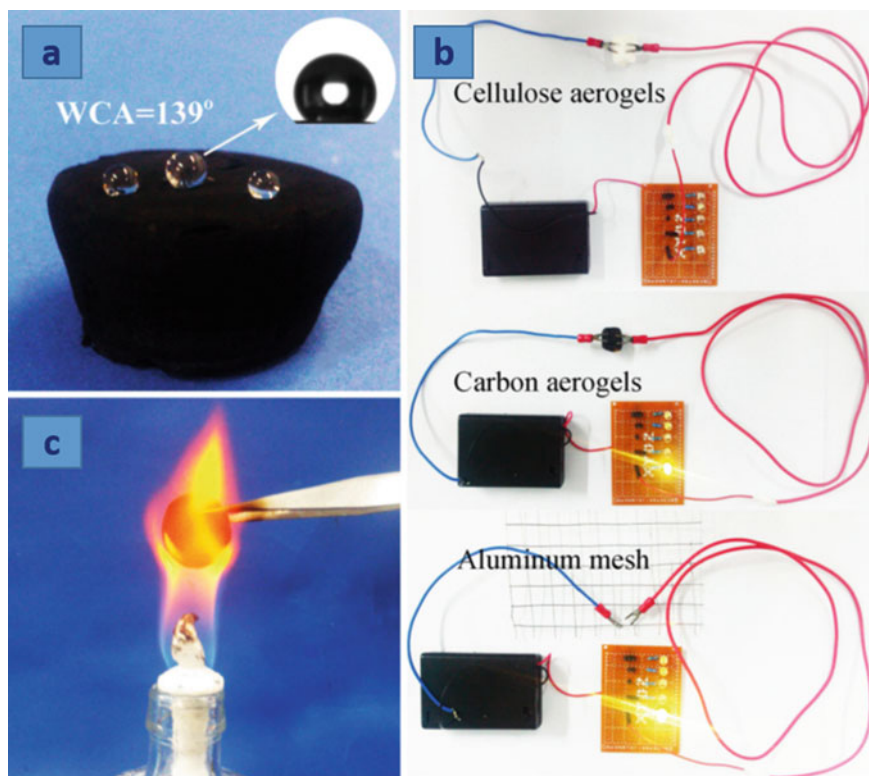 a
WCA=139°
b
Cellulose aerogels
Carbon aerogels
Aluminum mesh
c